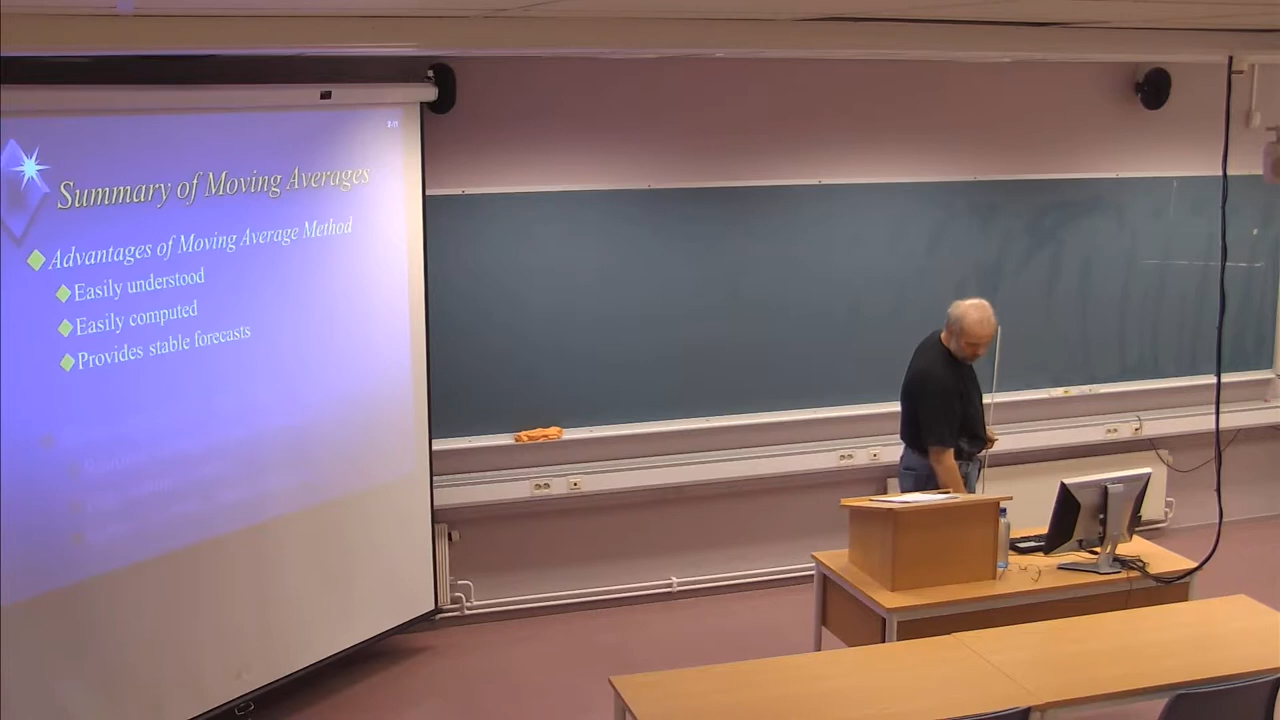 Summary of Moving Averages
Advantages of Moving Average Method
Easily understood
Easily computed
Provides stable forecasts